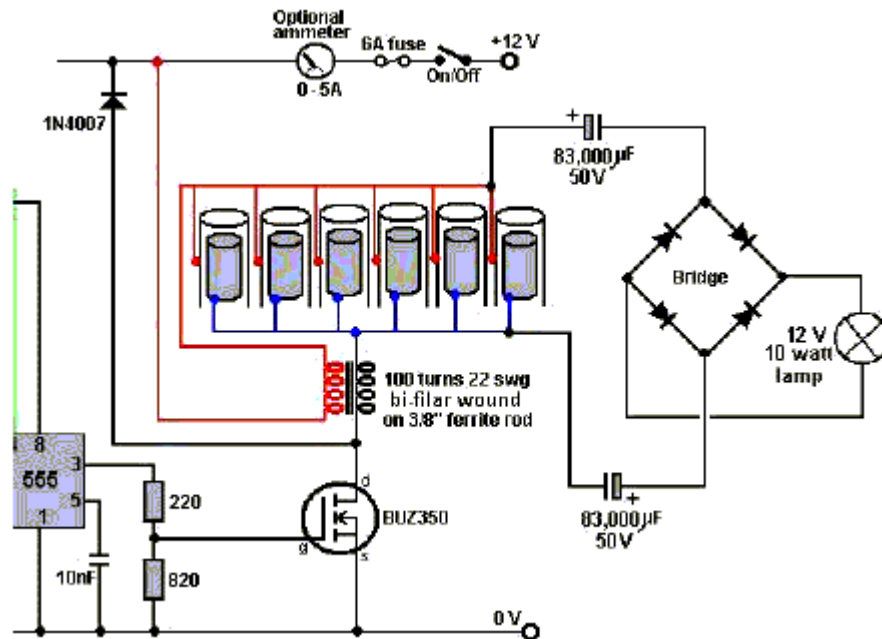 Optional
ammeter
6A fuse
+12 V
On/Off
0 - 5A
1N4007
+
83,000µF
50V
Bridge
12 V
10 watt
lamp
100 turns 22 swg
bi-filar wound
on 3/8" ferrite rod
8
3
555
5
1
220
d
BUZ350
g
s
+
83,000µF
50V
10nF
820
0 V